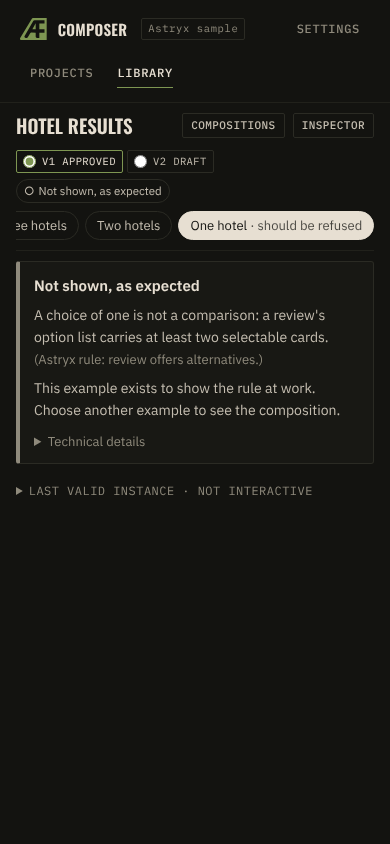 COMPOSER
Astryx sample
SETTINGS
PROJECTS
LIBRARY
HOTEL RESULTS
COMPOSITIONS
INSPECTOR
V1 APPROVED
V2 DRAFT
Not shown, as expected
ee hotels
Two hotels
One hotel · should be refused
Not shown, as expected
A choice of one is not a comparison: a review's
option list carries at least two selectable cards.
(Astryx rule: review offers alternatives.)
This example exists to show the rule at work.
Choose another example to see the composition.
Technical details
LAST VALID INSTANCE · NOT INTERACTIVE